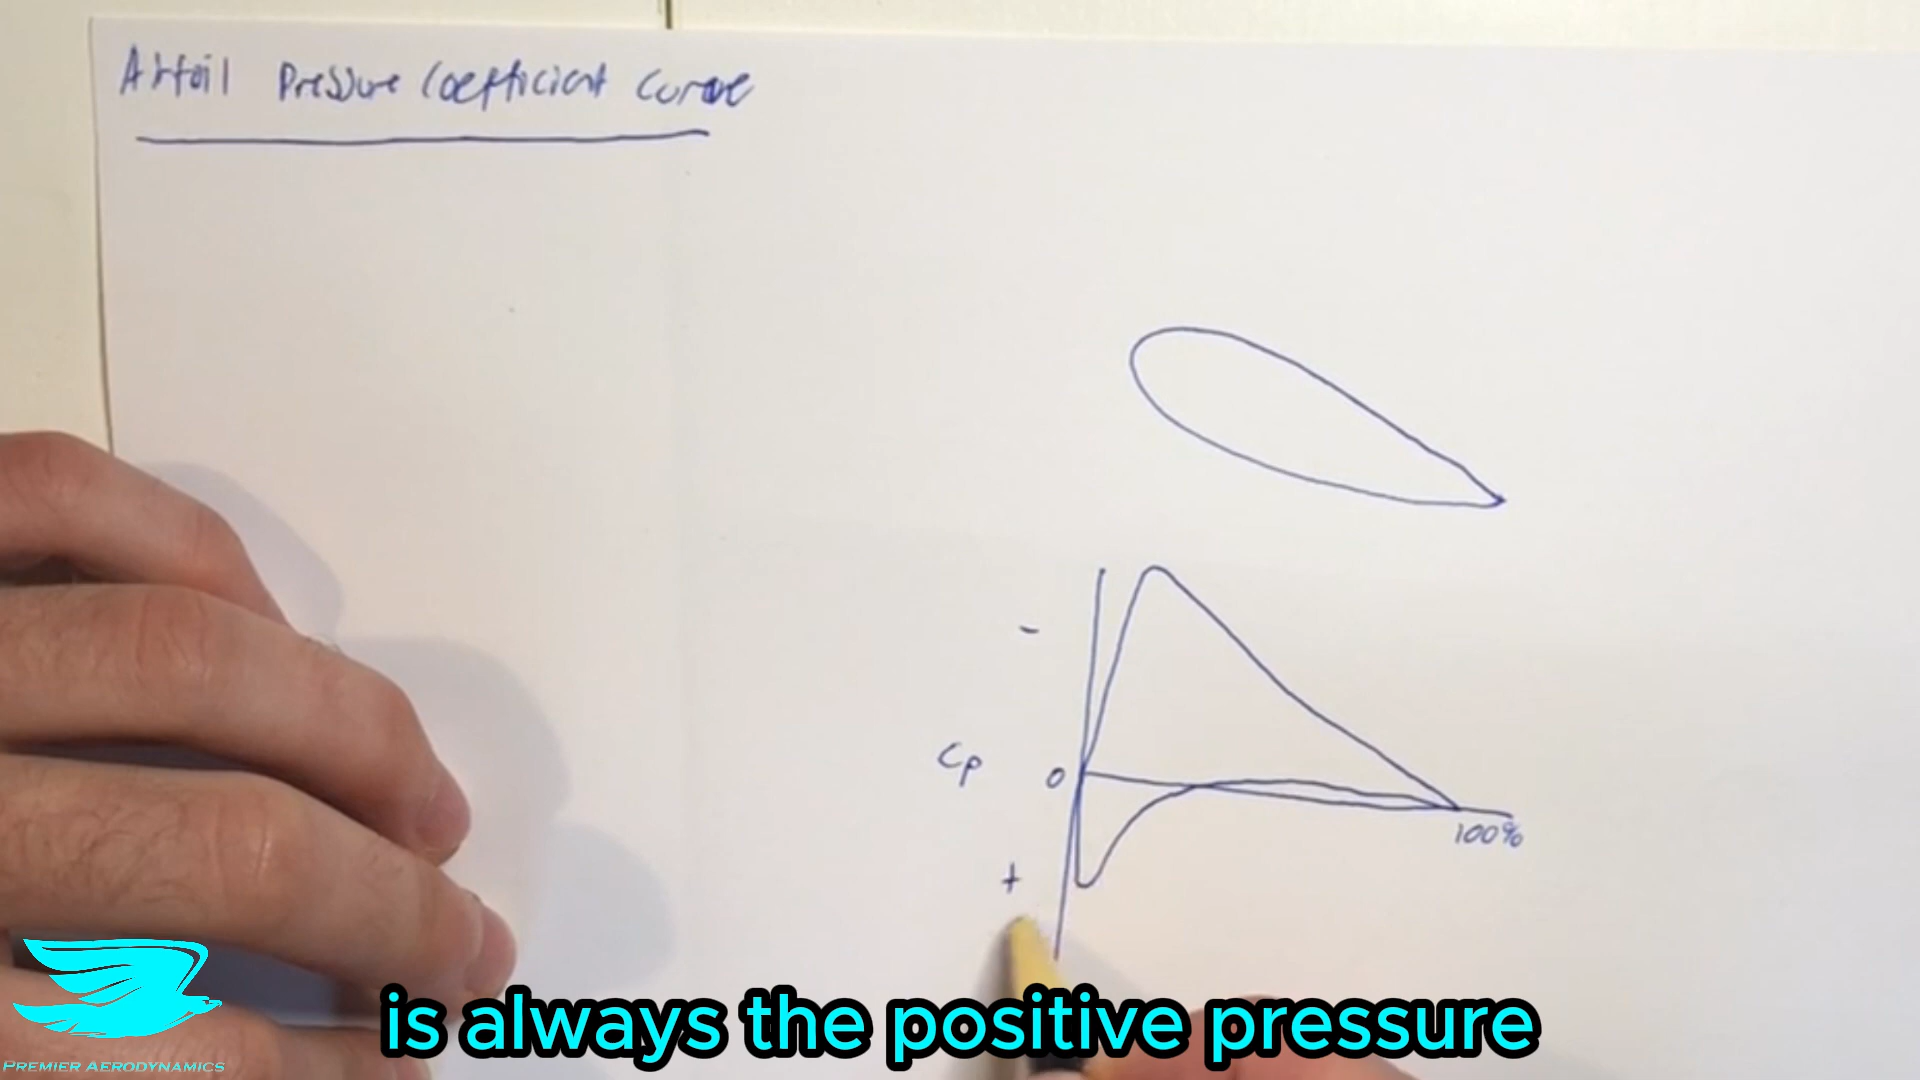 Airfoil Pressure Coefficient Curve
-
Cp 0
100%
+
is always the positive pressure
PREMIER AERODYNAMICS